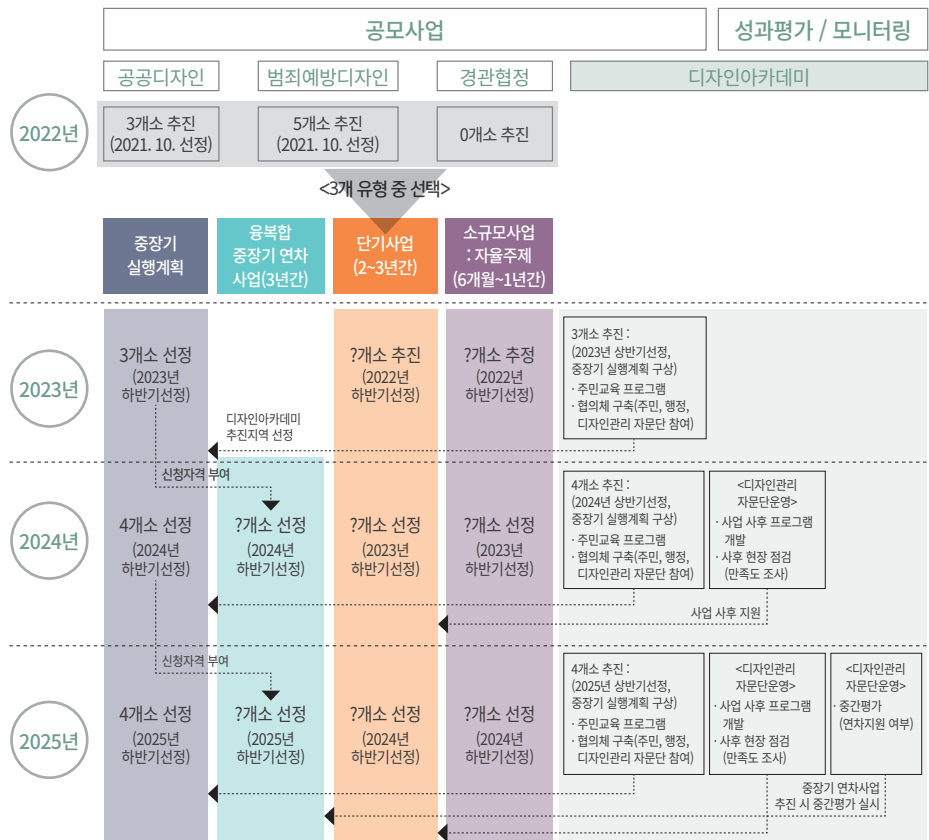 공모사업
성과평가 / 모니터링
공공디자인
범죄예방디자인
경관협정
디자인아카데미
2022년
3개소 추진
(2021. 10. 선정)
5개소 추진
(2021. 10. 선정)
0개소 추진
<3개 유형 중 선택>
중장기
실행계획
융복합
중장기 연차
사업(3년간)
단기사업
(2~3년간)
소규모사업
: 자율주제
(6개월~1년간)
2023년
3개소 선정
(2023년
하반기선정)
?개소 추진
(2022년
하반기선정)
?개소 추정
(2022년
하반기선정)
3개소 추진 :
(2023년 상반기선정,
중장기 실행계획 구상)
· 주민교육 프로그램
· 협의체 구축(주민, 행정,
디자인관리 자문단 참여)
디자인아카데미
추진지역 선정
신청자격 부여
2024년
4개소 선정
(2024년
하반기선정)
?개소 선정
(2024년
하반기선정)
?개소 선정
(2023년
하반기선정)
?개소 선정
(2023년
하반기선정)
4개소 추진 :
(2024년 상반기선정,
중장기 실행계획 구상)
· 주민교육 프로그램
· 협의체 구축(주민, 행정,
디자인관리 자문단 참여)
<디자인관리
자문단운영>
· 사업 사후 프로그램
개발
· 사후 현장 점검
(만족도 조사)
사업 사후 지원
신청자격 부여
2025년
4개소 선정
(2025년
하반기선정)
?개소 선정
(2025년
하반기선정)
?개소 선정
(2024년
하반기선정)
?개소 선정
(2024년
하반기선정)
4개소 추진 :
(2025년 상반기선정,
중장기 실행계획 구상)
· 주민교육 프로그램
· 협의체 구축(주민, 행정,
디자인관리 자문단 참여)
<디자인관리
자문단운영>
· 사업 사후 프로그램
개발
· 사후 현장 점검
(만족도 조사)
<디자인관리
자문단운영>
· 중간평가
(연차지원 여부)
중장기 연차사업
추진 시 중간평가 실시